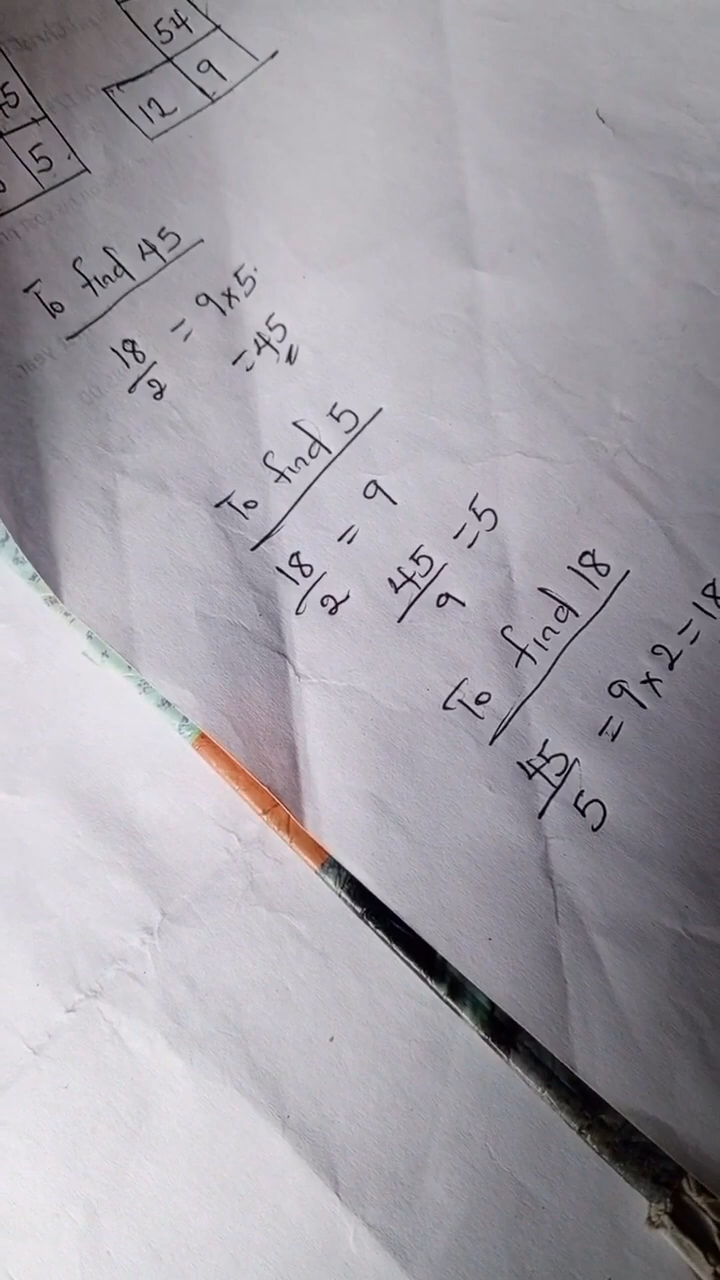 54
12 9
5
5
To find 45
18/2 = 9x5
=45
To find 5
18/2 = 9
45/9 =5
To find 18
45/5 = 9x2=18